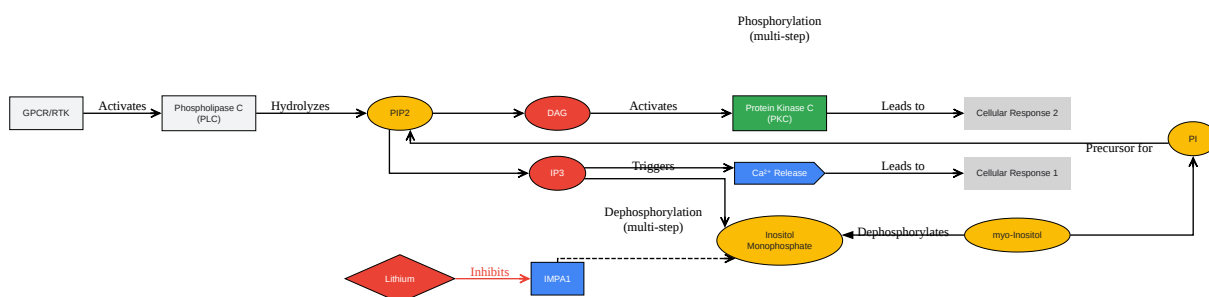 Phosphorylation
(multi-step)
GPCR/RTK
Activates
Phospholipase C
(PLC)
Hydrolyzes
PIP2
DAG
Activates
Protein Kinase C
(PKC)
Leads to
Cellular Response 2
PI
Precursor for
IP3
Triggers
Ca²⁺ Release
Leads to
Cellular Response 1
Dephosphorylation
(multi-step)
Inositol
Monophosphate
Dephosphorylates
myo-Inositol
Lithium
Inhibits
IMPA1